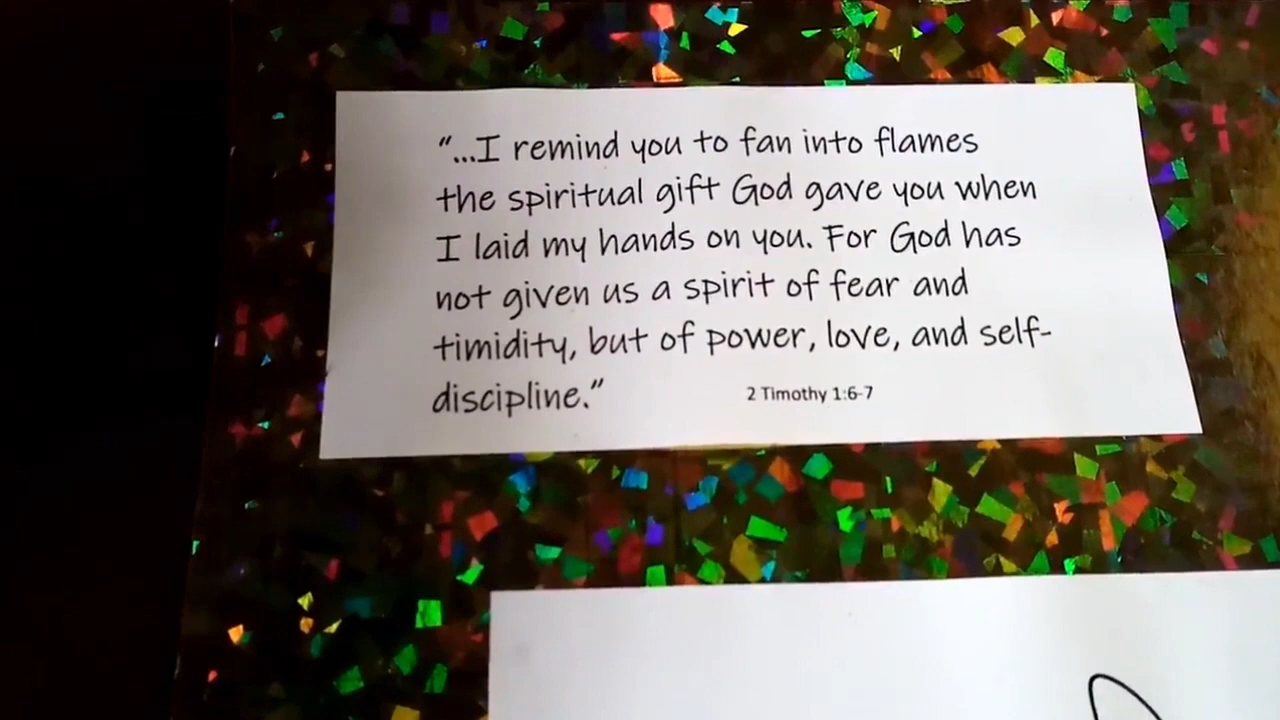 "...I remind you to fan into flames
the spiritual gift God gave you when
I laid my hands on you. For God has
not given us a spirit of fear and
timidity, but of power, love, and self-
discipline."
2 Timothy 1:6-7